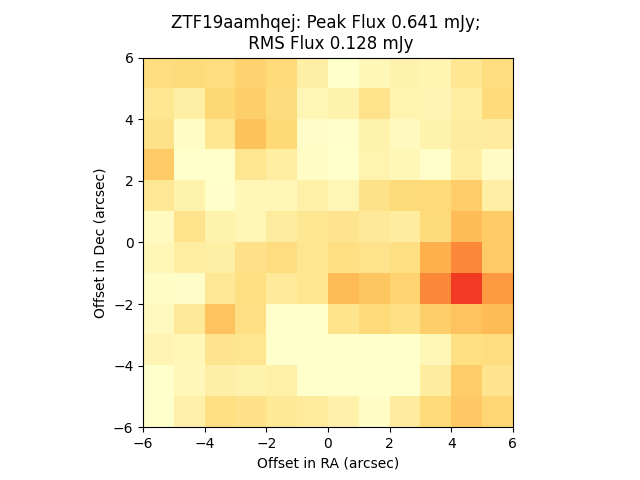 ZTF19aamhqej: Peak Flux 0.641 mJy;
RMS Flux 0.128 mJy
6
4
2
0
−2
−4
−6
Offset in Dec (arcsec)
−6 −4 −2 0 2 4 6
Offset in RA (arcsec)